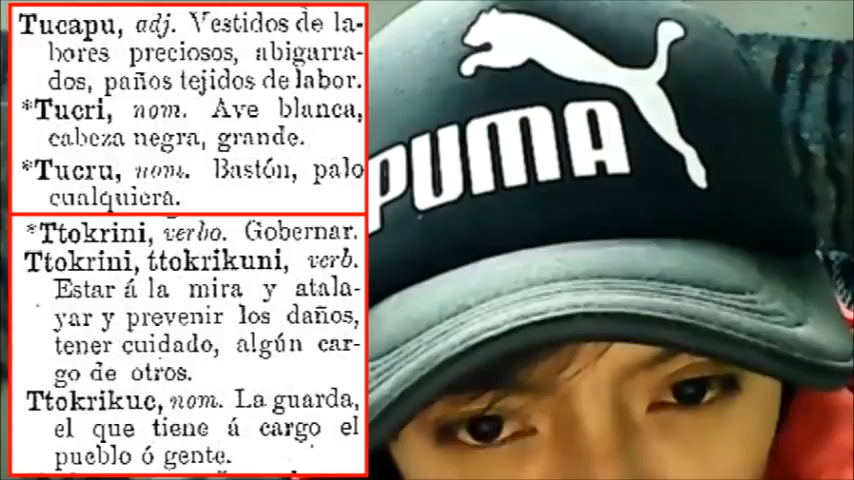 Tucapu, adj. Vestidos de la-
bores preciosos, abigarra-
dos, paños tejidos de labor.
*Tucri, nom. Ave blanca,
cabeza negra, grande.
*Tucru, nom. Bastón, palo
cualquiera.
*Ttokrini, verbo. Gobernar.
Ttokrini, ttokrikuni, verb.
Estar á la mira y atala-
yar y prevenir los daños,
tener cuidado, algún car-
go de otros.
Ttokrikuc, nom. La guarda,
el que tiene á cargo el
pueblo ó gente.
PUMA